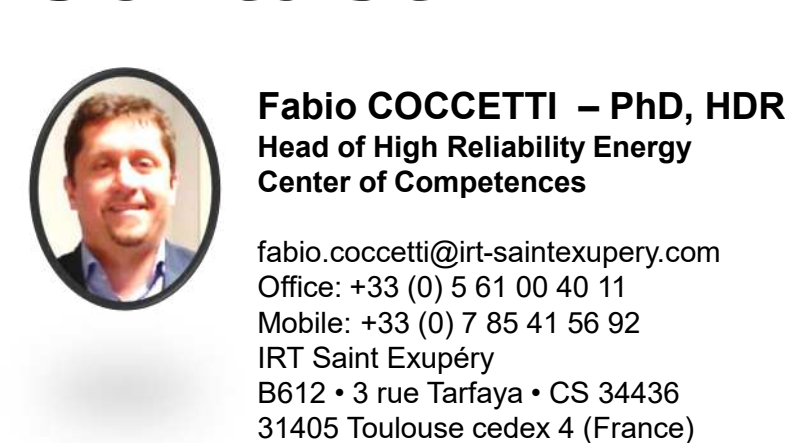 Fabio COCCETTI – PhD, HDR
Head of High Reliability Energy
Center of Competences
fabio.coccetti@irt-saintexupery.com
Office: +33 (0) 5 61 00 40 11
Mobile: +33 (0) 7 85 41 56 92
IRT Saint Exupéry
B612 • 3 rue Tarfaya • CS 34436
31405 Toulouse cedex 4 (France)